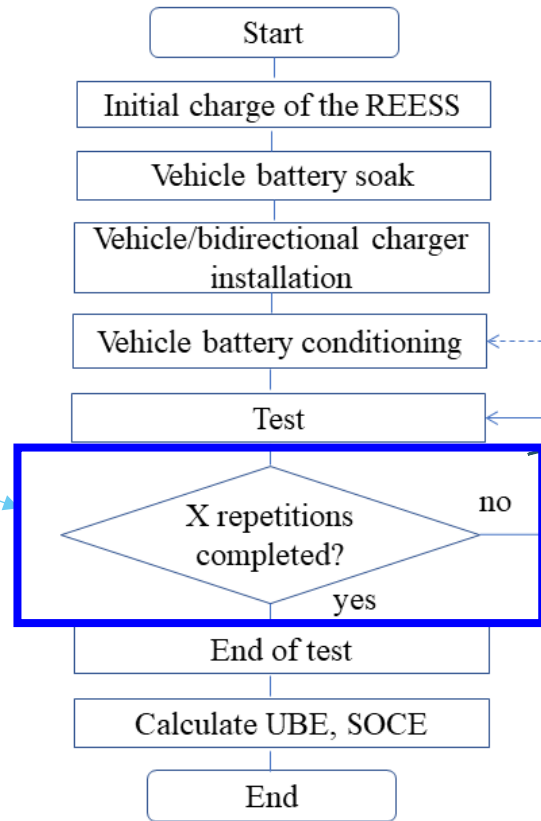 Start
Initial charge of the REESS
Vehicle battery soak
Vehicle/bidirectional charger
installation
Vehicle battery conditioning
Test
X repetitions
completed?
no
yes
End of test
Calculate UBE, SOCE
End